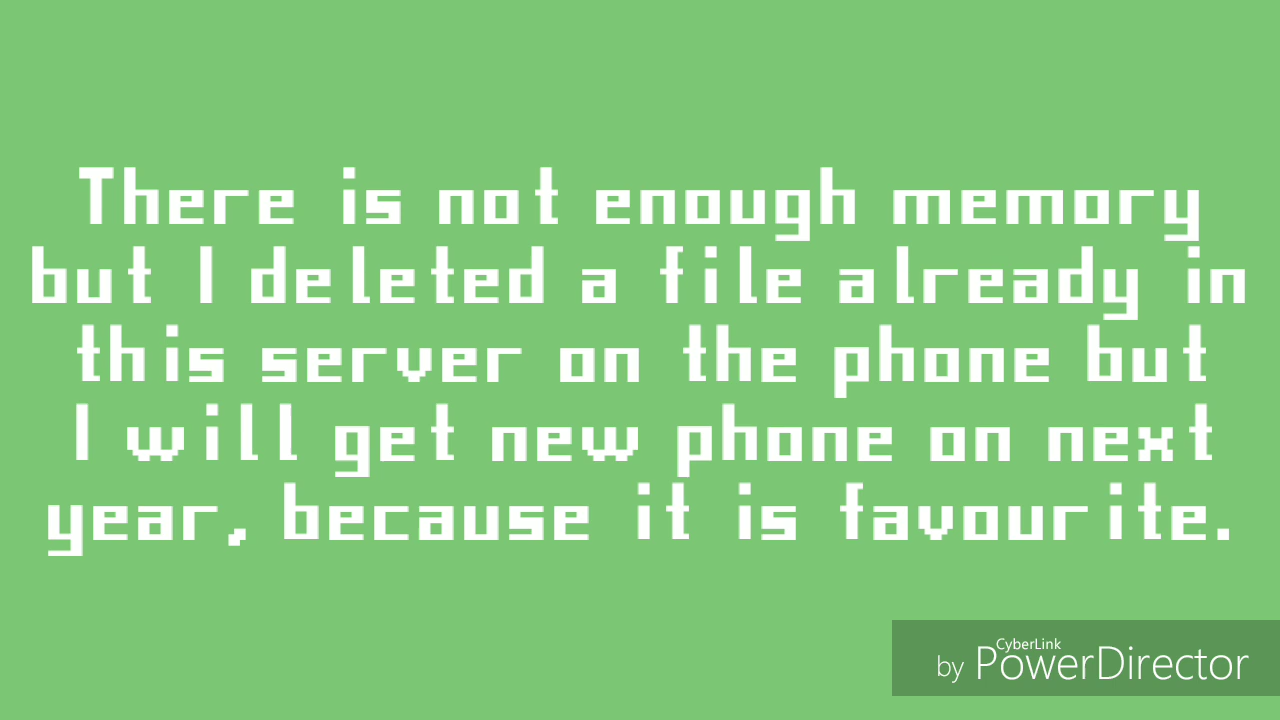 There is not enough memory
but I deleted a file already in
this server on the phone but
I will get new phone on next
year, because it is favourite.
CyberLink
by PowerDirector